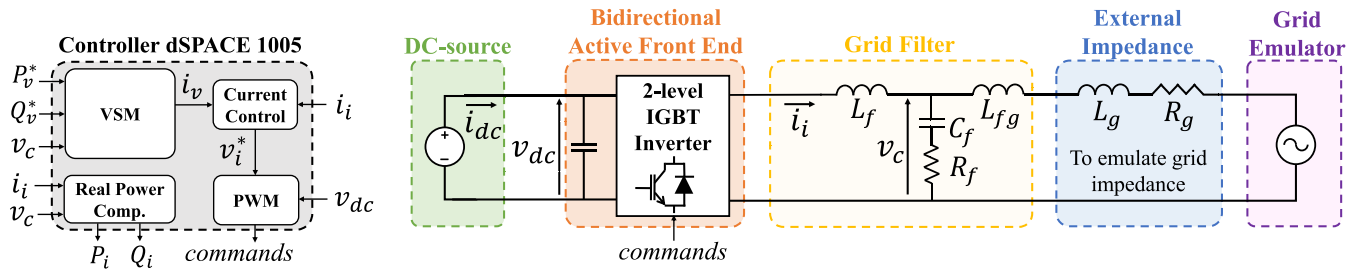 Controller dSPACE 1005
P_v^*
Q_v^*
v_c
VSM
i_v
Current
Control
i_i
v_i^*
i_i
v_c
Real Power
Comp.
PWM
v_dc
P_i
Q_i
commands
DC-source
i_dc
Bidirectional
Active Front End
v_dc
2-level
IGBT
Inverter
commands
Grid Filter
i_i
L_f
L_fg
v_c
C_f
R_f
External
Impedance
L_g
R_g
To emulate grid
impedance
Grid
Emulator